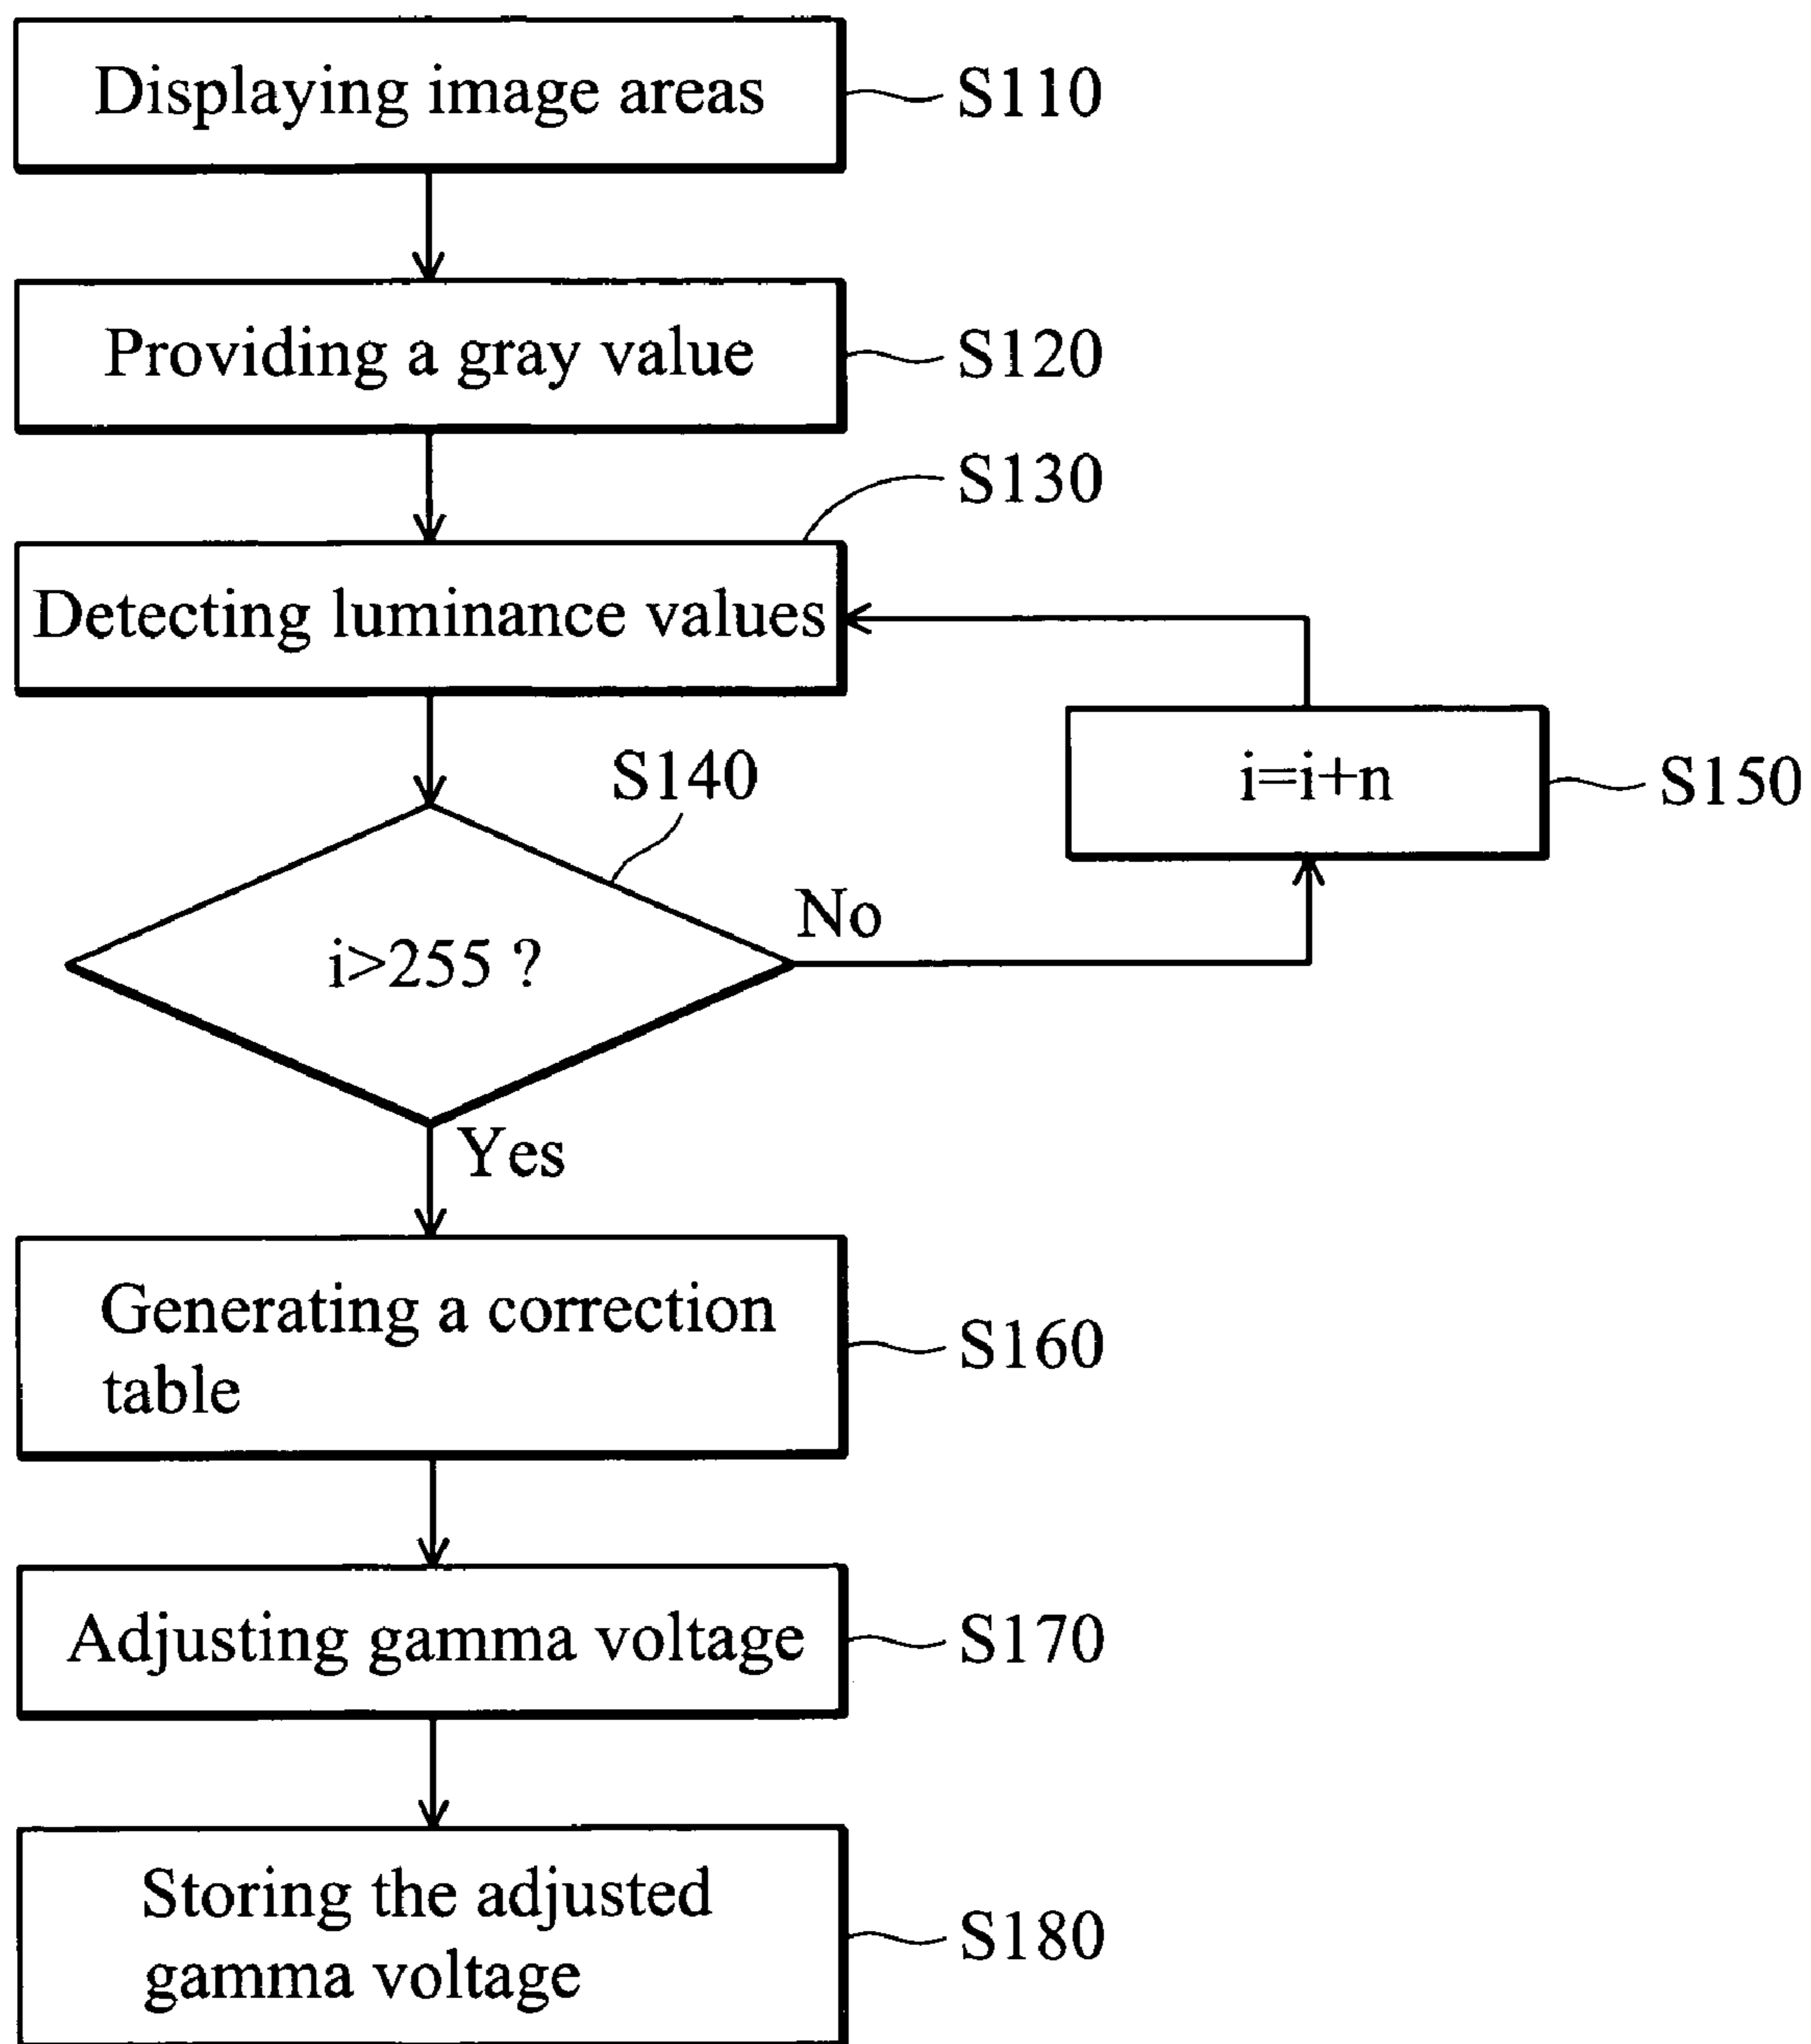 Displaying image areas
S110
Providing a gray value
S120
S130
Detecting luminance values
S140
i=i+n
S150
No
i>255 ?
Yes
Generating a correction
table
S160
Adjusting gamma voltage
S170
Storing the adjusted
gamma voltage
S180